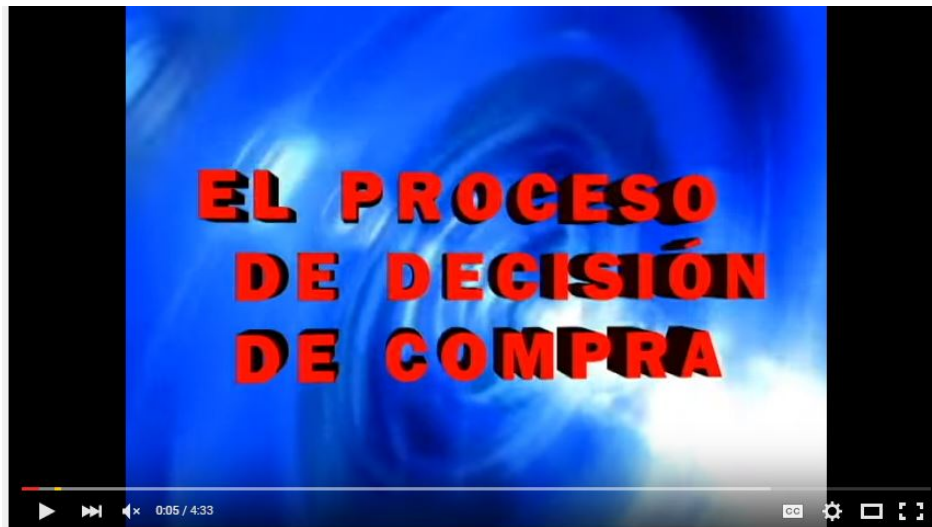 EL PROCESO
DE DECISIÓN
DE COMPRA
0:05 / 4:33
CC